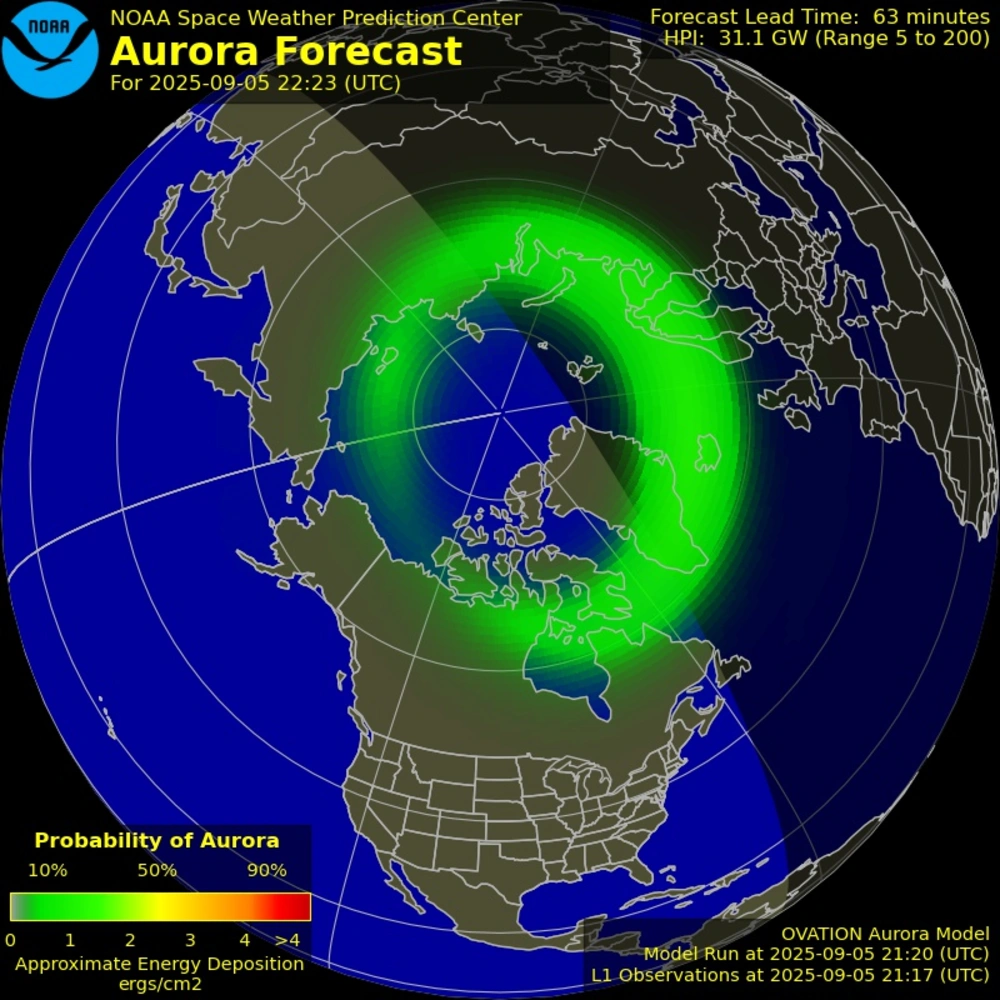 NOAA
NOAA Space Weather Prediction Center
Aurora Forecast
For 2025-09-05 22:23 (UTC)
Forecast Lead Time: 63 minutes
HPI: 31.1 GW (Range 5 to 200)
Probability of Aurora
10% 50% 90%
0 1 2 3 4 >4
Approximate Energy Deposition
ergs/cm2
OVATION Aurora Model
Model Run at 2025-09-05 21:20 (UTC)
L1 Observations at 2025-09-05 21:17 (UTC)